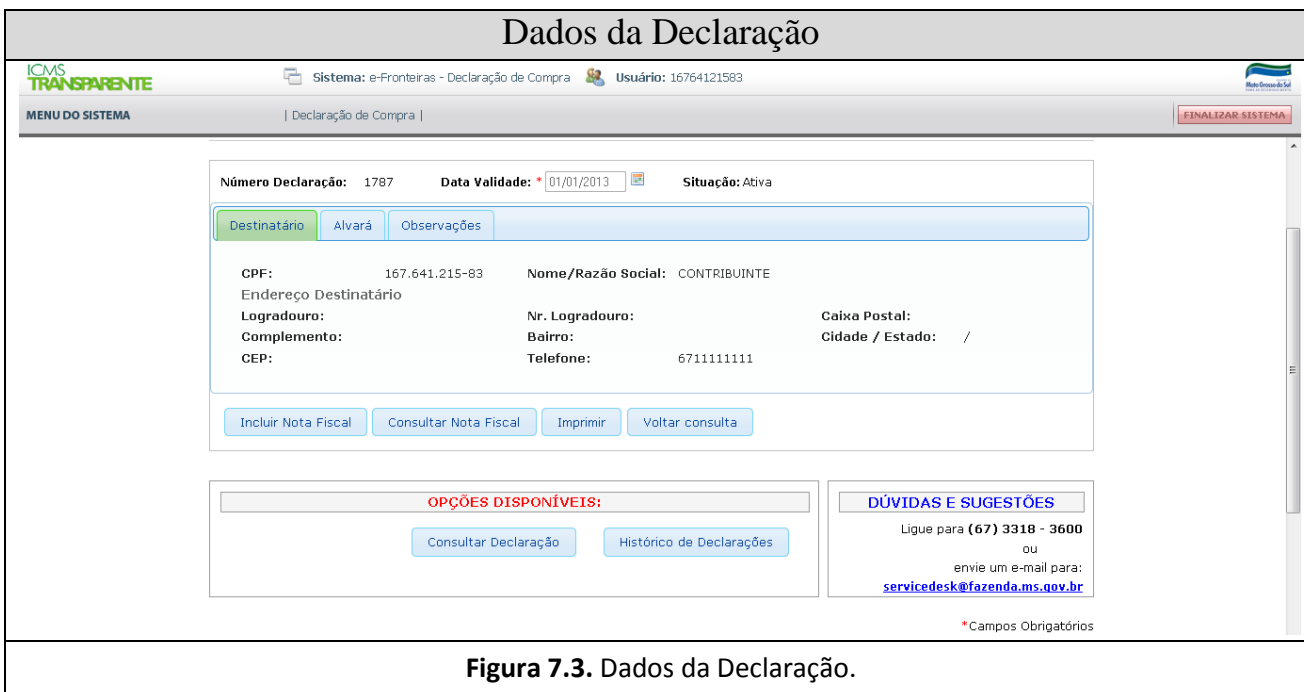 Dados da Declaração
ICMS
TRANSPARENTE
Sistema: e-Fronteiras - Declaração de Compra Usuário: 16764121583
Mato Grosso do Sul
MENU DO SISTEMA | Declaração de Compra | FINALIZAR SISTEMA
Número Declaração: 1787 Data Validade: * 01/01/2013 Situação: Ativa
Destinatário Alvará Observações
CPF: 167.641.215-83 Nome/Razão Social: CONTRIBUINTE
Endereço Destinatário
Logradouro: Nr. Logradouro: Caixa Postal:
Complemento: Bairro: Cidade / Estado: /
CEP: Telefone: 6711111111
Incluir Nota Fiscal Consultar Nota Fiscal Imprimir Voltar consulta
OPÇÕES DISPONÍVEIS:
Consultar Declaração Histórico de Declarações
DÚVIDAS E SUGESTÕES
Ligue para (67) 3318 - 3600
ou
envie um e-mail para:
servicedesk@fazenda.ms.gov.br
*Campos Obrigatórios
Figura 7.3. Dados da Declaração.